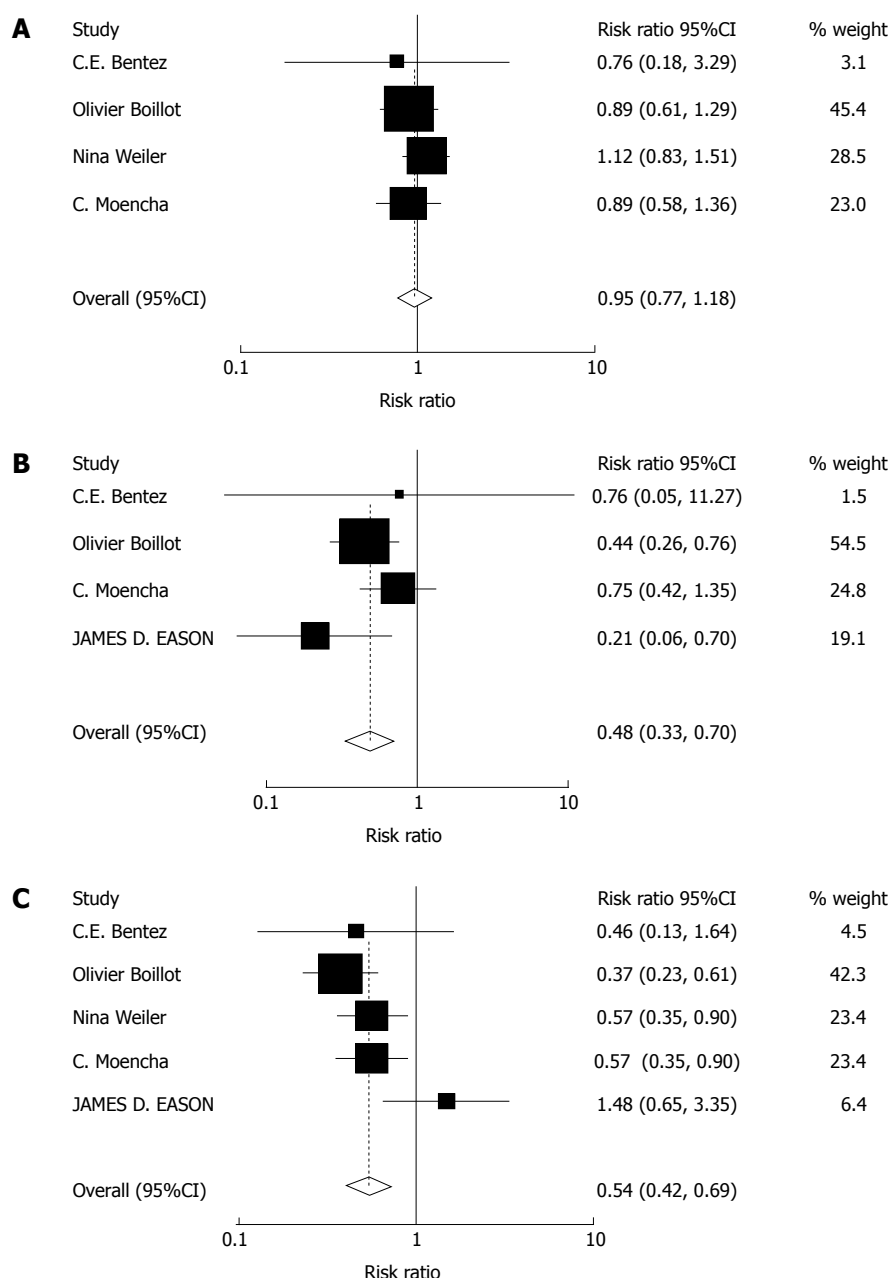 A
Study Risk ratio 95%CI % weight
C.E. Bentez 0.76 (0.18, 3.29) 3.1
Olivier Boillot 0.89 (0.61, 1.29) 45.4
Nina Weiler 1.12 (0.83, 1.51) 28.5
C. Moencha 0.89 (0.58, 1.36) 23.0
Overall (95%CI) 0.95 (0.77, 1.18)
0.1 1 10
Risk ratio
B
Study Risk ratio 95%CI % weight
C.E. Bentez 0.76 (0.05, 11.27) 1.5
Olivier Boillot 0.44 (0.26, 0.76) 54.5
C. Moencha 0.75 (0.42, 1.35) 24.8
JAMES D. EASON 0.21 (0.06, 0.70) 19.1
Overall (95%CI) 0.48 (0.33, 0.70)
0.1 1 10
Risk ratio
C
Study Risk ratio 95%CI % weight
C.E. Bentez 0.46 (0.13, 1.64) 4.5
Olivier Boillot 0.37 (0.23, 0.61) 42.3
Nina Weiler 0.57 (0.35, 0.90) 23.4
C. Moencha 0.57 (0.35, 0.90) 23.4
JAMES D. EASON 1.48 (0.65, 3.35) 6.4
Overall (95%CI) 0.54 (0.42, 0.69)
0.1 1 10
Risk ratio